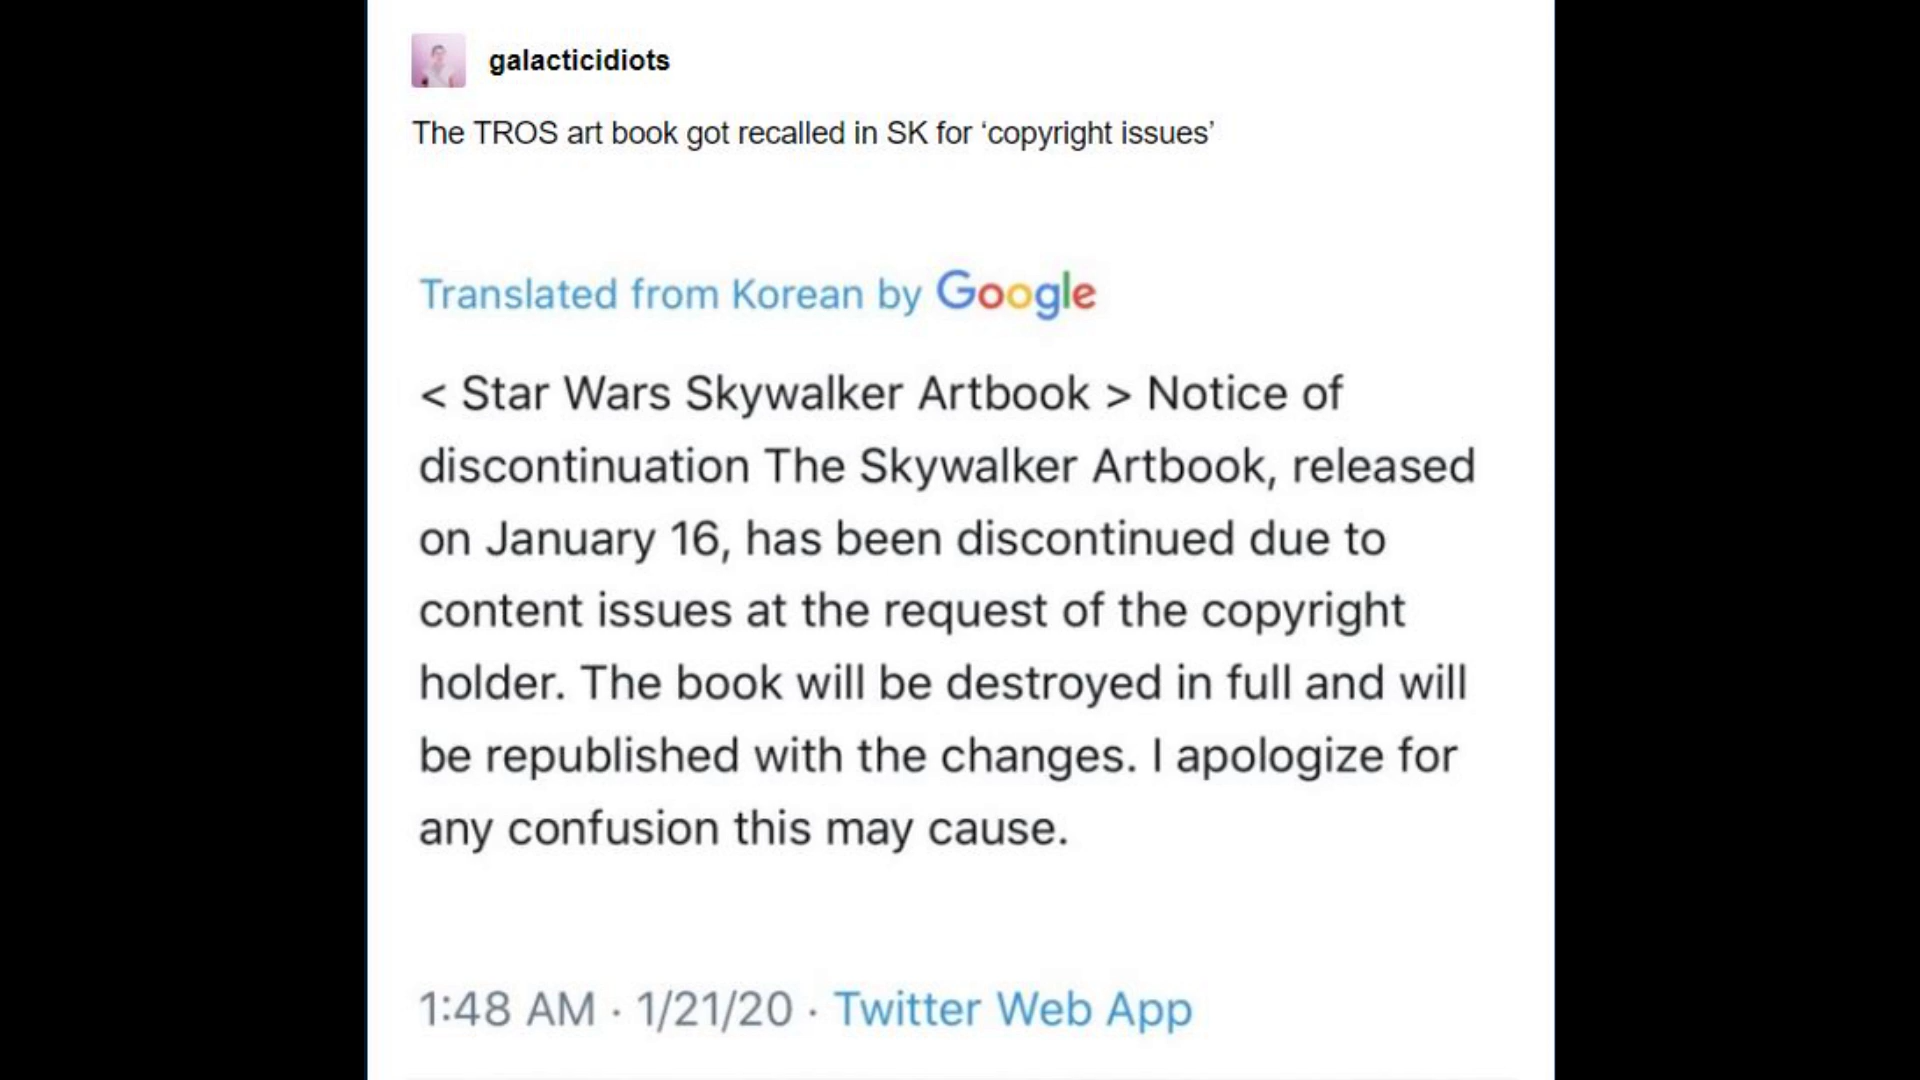 galacticidiots
The TROS art book got recalled in SK for ‘copyright issues’
Translated from Korean by Google
< Star Wars Skywalker Artbook > Notice of
discontinuation The Skywalker Artbook, released
on January 16, has been discontinued due to
content issues at the request of the copyright
holder. The book will be destroyed in full and will
be republished with the changes. I apologize for
any confusion this may cause.
1:48 AM · 1/21/20 · Twitter Web App